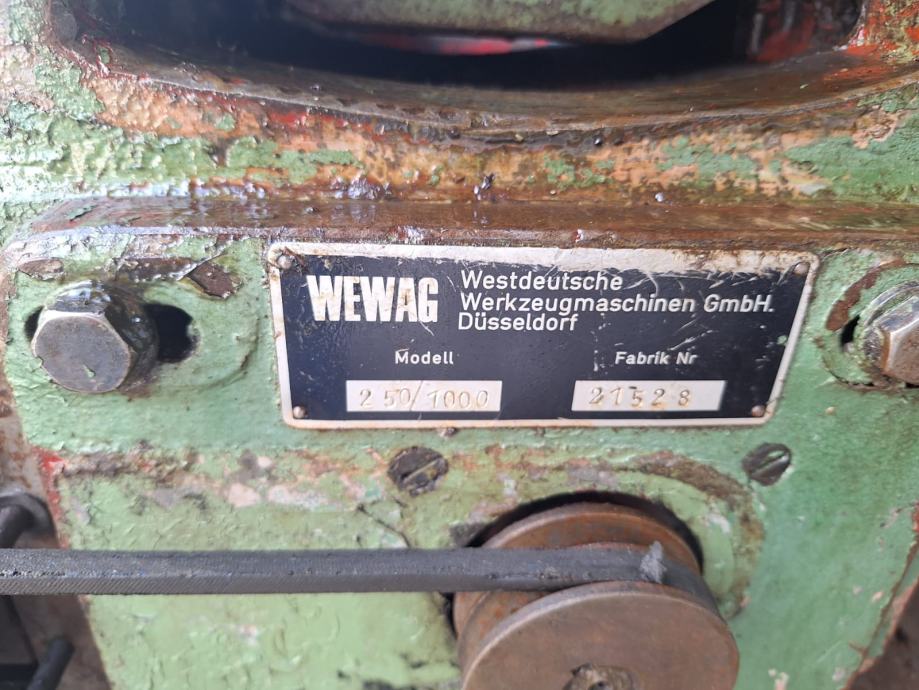 WEWAG
Westdeutsche
Werkzeugmaschinen GmbH.
Düsseldorf
Modell
250/1000
Fabrik Nr
21528